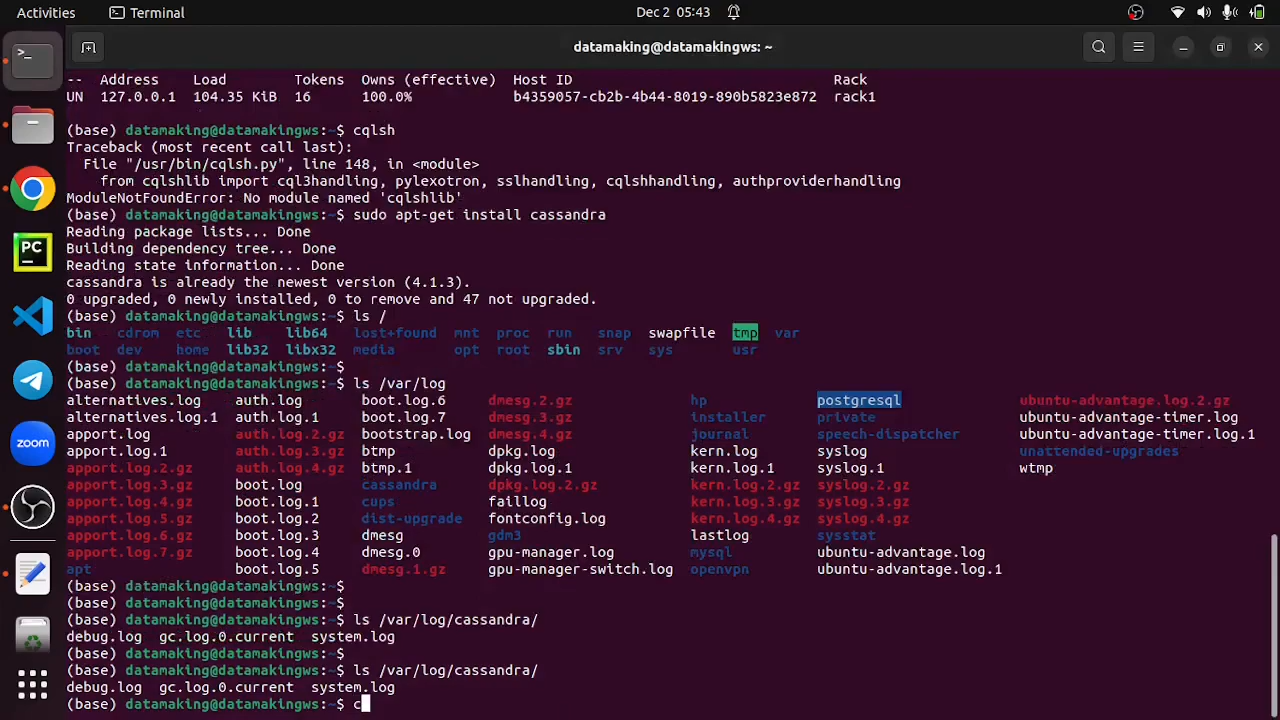 Activities Terminal Dec 2 05:43
datamaking@datamakingws: ~
-- Address Load Tokens Owns (effective) Host ID Rack
UN 127.0.0.1 104.35 KiB 16 100.0% b4359057-cb2b-4b44-8019-890b5823e872 rack1
(base) datamaking@datamakingws:~$ cqlsh
Traceback (most recent call last):
File "/usr/bin/cqlsh.py", line 148, in <module>
from cqlshlib import cql3handling, pylexotron, sslhandling, cqlshhandling, authproviderhandling
ModuleNotFoundError: No module named 'cqlshlib'
(base) datamaking@datamakingws:~$ sudo apt-get install cassandra
Reading package lists... Done
Building dependency tree... Done
Reading state information... Done
cassandra is already the newest version (4.1.3).
0 upgraded, 0 newly installed, 0 to remove and 47 not upgraded.
(base) datamaking@datamakingws:~$ ls /
bin cdrom etc lib lib64 lost+found mnt proc run snap swapfile tmp var
boot dev home lib32 libx32 media opt root sbin srv sys usr
(base) datamaking@datamakingws:~$
(base) datamaking@datamakingws:~$ ls /var/log
alternatives.log auth.log boot.log.6 dmesg.2.gz hp postgresql ubuntu-advantage.log.2.gz
alternatives.log.1 auth.log.1 boot.log.7 dmesg.3.gz installer private ubuntu-advantage-timer.log
apport.log auth.log.2.gz bootstrap.log dmesg.4.gz journal speech-dispatcher ubuntu-advantage-timer.log.1
apport.log.1 auth.log.3.gz btmp dpkg.log kern.log syslog unattended-upgrades
apport.log.2.gz auth.log.4.gz btmp.1 dpkg.log.1 kern.log.1 syslog.1 wtmp
apport.log.3.gz boot.log cassandra dpkg.log.2.gz kern.log.2.gz syslog.2.gz
apport.log.4.gz boot.log.1 cups faillog kern.log.3.gz syslog.3.gz
apport.log.5.gz boot.log.2 dist-upgrade fontconfig.log kern.log.4.gz syslog.4.gz
apport.log.6.gz boot.log.3 dmesg gdm3 lastlog sysstat
apport.log.7.gz boot.log.4 dmesg.0 gpu-manager.log mysql ubuntu-advantage.log
apt boot.log.5 dmesg.1.gz gpu-manager-switch.log openvpn ubuntu-advantage.log.1
(base) datamaking@datamakingws:~$
(base) datamaking@datamakingws:~$
(base) datamaking@datamakingws:~$ ls /var/log/cassandra/
debug.log gc.log.0.current system.log
(base) datamaking@datamakingws:~$
(base) datamaking@datamakingws:~$ ls /var/log/cassandra/
debug.log gc.log.0.current system.log
(base) datamaking@datamakingws:~$ c
PC
zoom